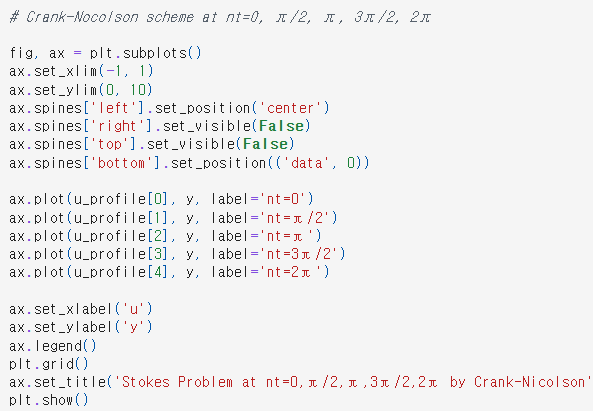 # Crank-Nocolson scheme at nt=0, π/2, π, 3π/2, 2π
fig, ax = plt.subplots()
ax.set_xlim(-1, 1)
ax.set_ylim(0, 10)
ax.spines['left'].set_position('center')
ax.spines['right'].set_visible(False)
ax.spines['top'].set_visible(False)
ax.spines['bottom'].set_position(('data', 0))
ax.plot(u_profile[0], y, label='nt=0')
ax.plot(u_profile[1], y, label='nt=π/2')
ax.plot(u_profile[2], y, label='nt=π')
ax.plot(u_profile[3], y, label='nt=3π/2')
ax.plot(u_profile[4], y, label='nt=2π')
ax.set_xlabel('u')
ax.set_ylabel('y')
ax.legend()
plt.grid()
ax.set_title('Stokes Problem at nt=0,π/2,π,3π/2,2π by Crank-Nicolson'
plt.show()